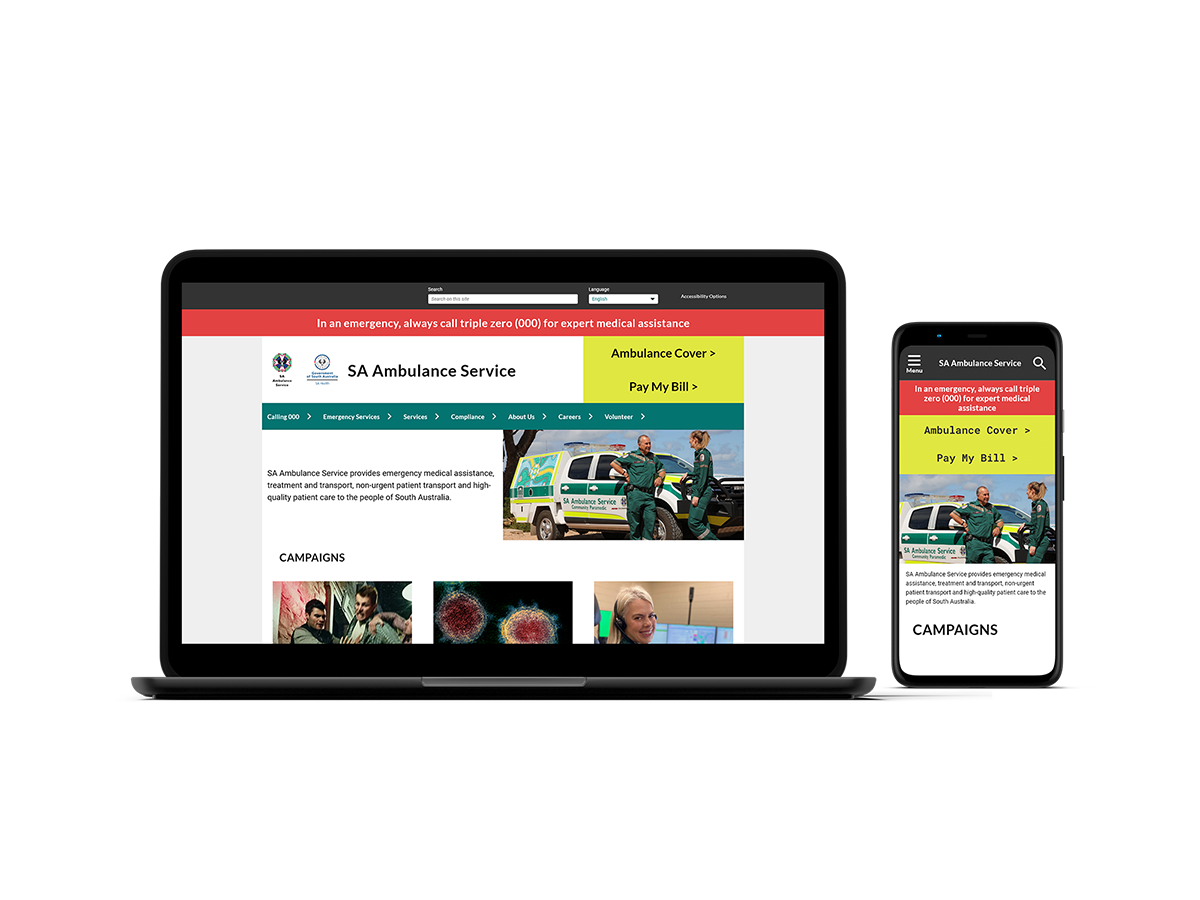 Search
Search on this site
Language
English
Accessibility Options
In an emergency, always call triple zero (000) for expert medical assistance
SA
Ambulance
Service
Government
of South Australia
SA Health
SA Ambulance Service
Ambulance Cover >
Pay My Bill >
Calling 000
Emergency Services
Services
Compliance
About Us
Careers
Volunteer
SA Ambulance Service provides emergency medical assistance,
treatment and transport, non-urgent patient transport and high-
quality patient care to the people of South Australia.
SA Ambulance Service
Community Paramedic
CAMPAIGNS
Menu
SA Ambulance Service
In an emergency, always call triple
zero (000) for expert medical
assistance
Ambulance Cover >
Pay My Bill >
SA Ambulance Service
Community Paramedic
SA Ambulance Service provides emergency medical
assistance, treatment and transport, non-urgent
patient transport and high-quality patient care to the
people of South Australia.
CAMPAIGNS